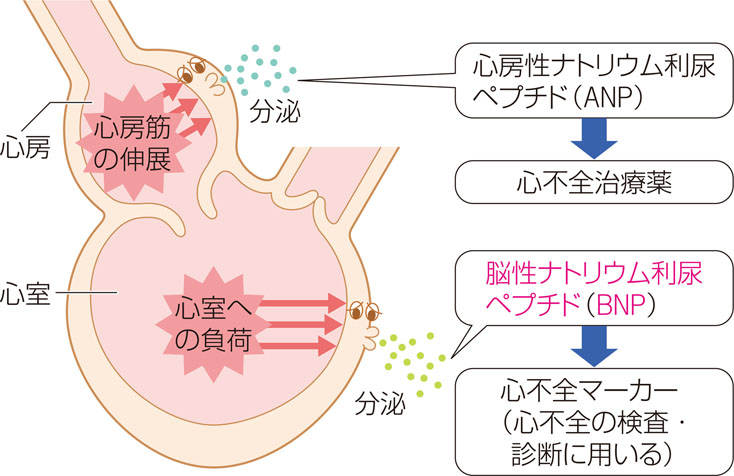 心房
心房筋
の伸展
分泌
心房性ナトリウム利尿
ペプチド（ANP）
心不全治療薬
心室
心室へ
の負荷
分泌
脳性ナトリウム利尿
ペプチド（BNP）
心不全マーカー
（心不全の検査・
診断に用いる）